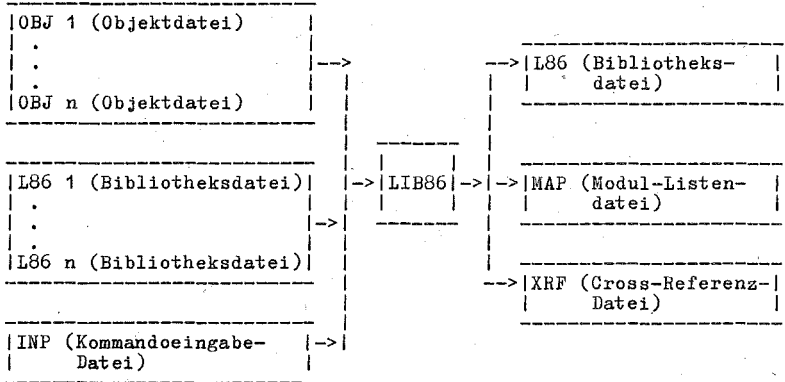 OBJ 1 (Objektdatei)
.
.
.
OBJ n (Objektdatei)
L86 1 (Bibliotheksdatei)
.
.
.
L86 n (Bibliotheksdatei)
INP (Kommandoeingabe-
Datei)
LIB86
L86 (Bibliotheks-
datei)
MAP (Modul-Listen-
datei)
XRF (Cross-Referenz-
Datei)